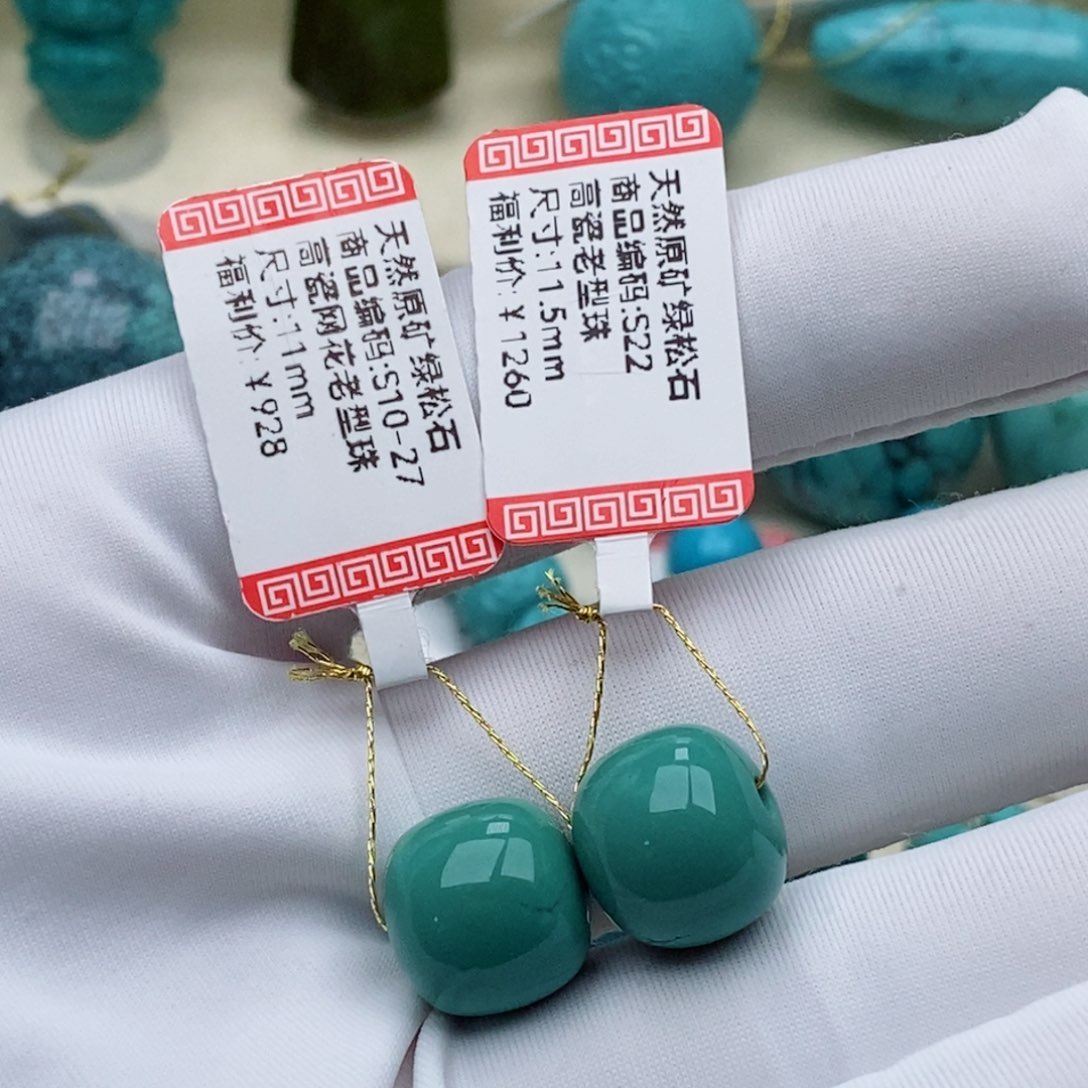 天然原矿绿松石
商品编码:S10-27
高瓷网花老型珠
尺寸:11mm
福利价:￥928
天然原矿绿松石
商品编码:S22
高瓷老型珠
尺寸:11.5mm
福利价:￥1260